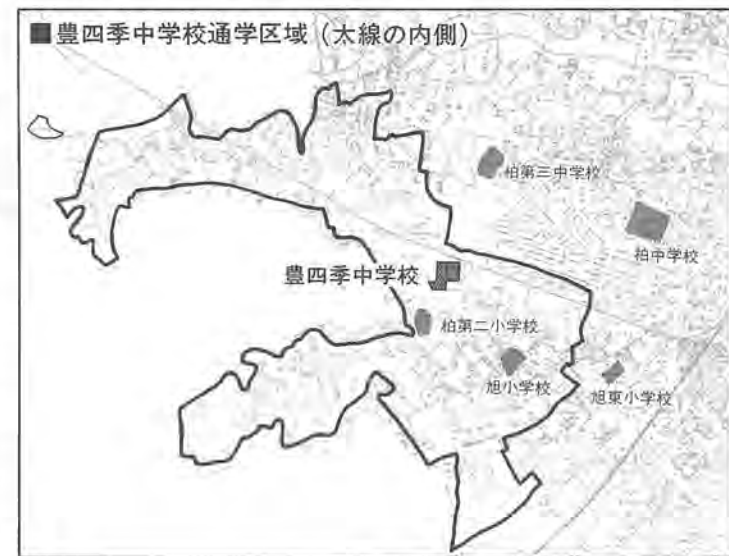 ■豊四季中学校通学区域（太線の内側）
柏第三中学校
柏中学校
豊四季中学校
柏第二小学校
旭小学校
旭東小学校